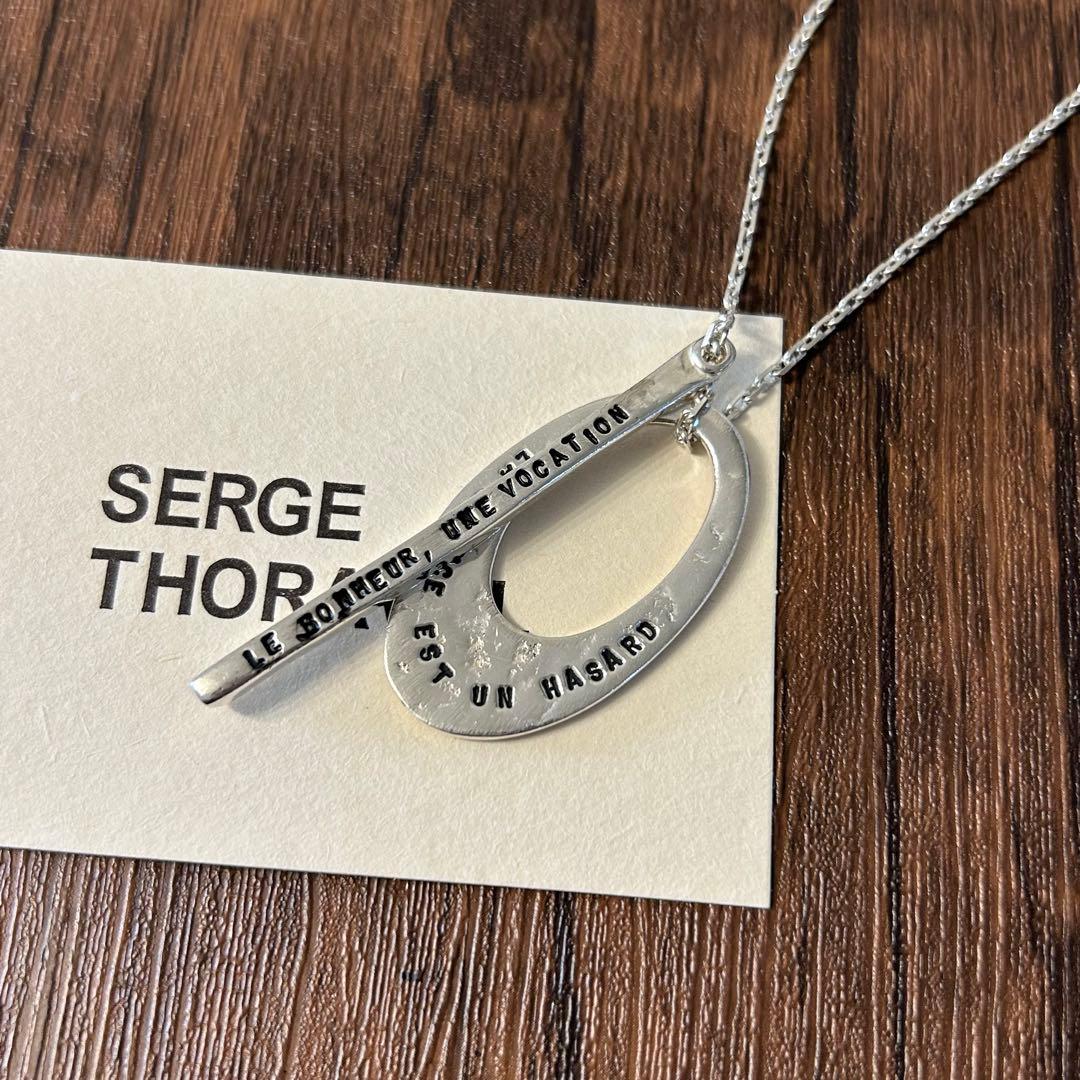 SERGE
THOR
LE BONHEUR, UNE VOCATION
EST UN HASARD